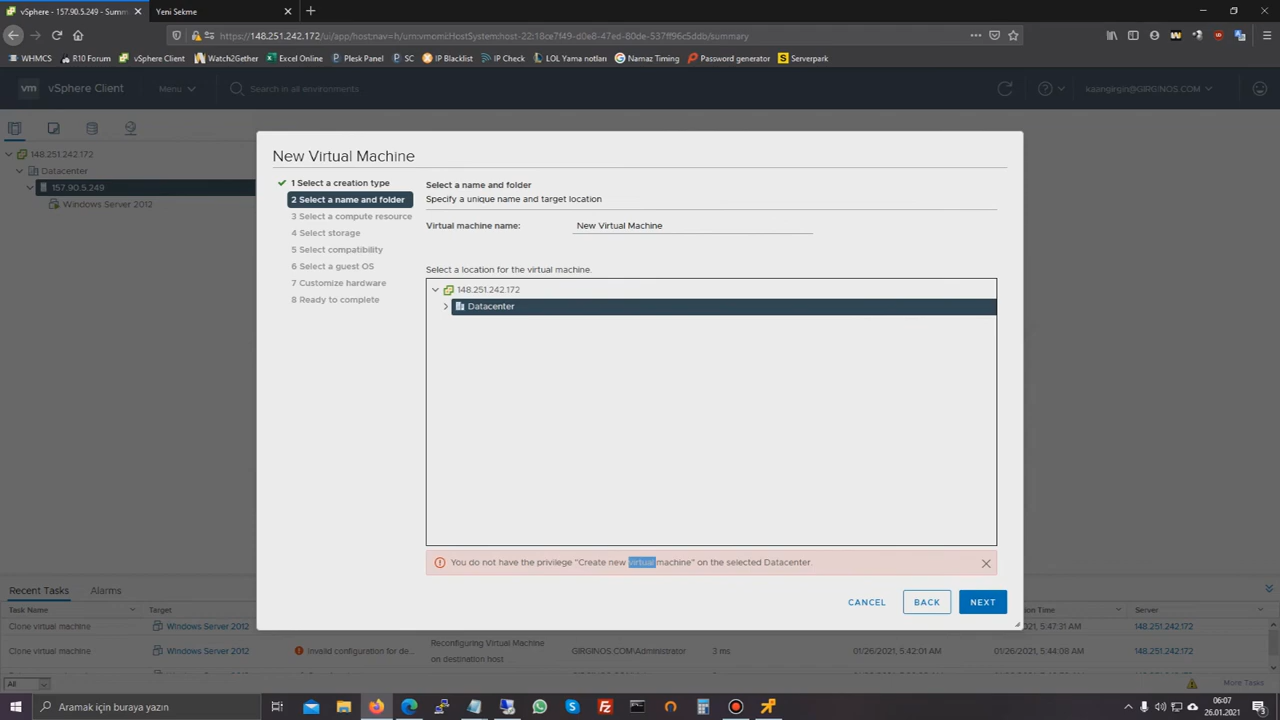 vSphere - 157.90.5.249 - Summ
Yeni Sekme
https://148.251.242.172/ui/app/host;nav=h/urn:vmomi:HostSystem:host-22:18ce7f49-d0e8-47ed-80de-537ff96c5ddb/summary
WHMCS
R10 Forum
vSphere Client
Watch2Gether
Excel Online
Plesk Panel
SC
IP Blacklist
IP Check
LOL Yama notları
Namaz Timing
Password generator
Serverpark
vm
vSphere Client
Menu
Search in all environments
kaangirgin@GIRGINOS.COM
148.251.242.172
Datacenter
157.90.5.249
Windows Server 2012
New Virtual Machine
1 Select a creation type
2 Select a name and folder
3 Select a compute resource
4 Select storage
5 Select compatibility
6 Select a guest OS
7 Customize hardware
8 Ready to complete
Select a name and folder
Specify a unique name and target location
Virtual machine name:
New Virtual Machine
Select a location for the virtual machine.
148.251.242.172
Datacenter
You do not have the privilege "Create new virtual machine" on the selected Datacenter.
CANCEL
BACK
NEXT
Recent Tasks
Alarms
Task Name
Target
tion Time
Server
Clone virtual machine
Windows Server 2012
/2021, 5:47:31 AM
148.251.242.172
Clone virtual machine
Windows Server 2012
Invalid configuration for de...
Reconfiguring Virtual Machine
on destination host
GIRGINOS.COM\Administrator
3 ms
01/26/2021, 5:42:01 AM
01/26/2021, 5:44:08 AM
148.251.242.172
All
More Tasks
Aramak için buraya yazın
06:07
26.01.2021